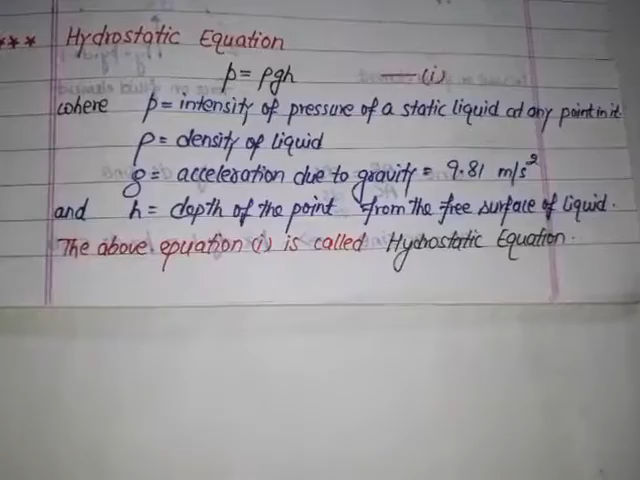 *** Hydrostatic Equation
p = ρgh —— (i)
where p = intensity of pressure of a static liquid at any point in it
ρ = density of liquid
g = acceleration due to gravity = 9.81 m/s²
and h = depth of the point from the free surface of liquid.
The above equation (i) is called Hydrostatic Equation.